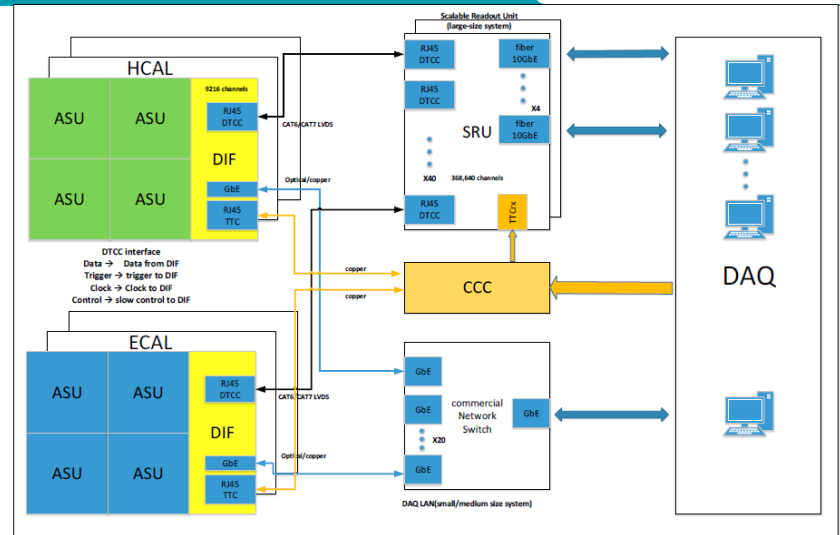 Scalable Readout Unit
(large-size system)
HCAL
9216 channels
ASU
ASU
ASU
ASU
RJ45
DTCC
DIF
GbE
RJ45
TTC
CAT6/CAT7 LVDS
Optical/copper
RJ45
DTCC
RJ45
DTCC
X40
RJ45
DTCC
fiber
10GbE
X4
SRU
fiber
10GbE
368,640 channels
TTCrx
DAQ
DTCC interface
Data → Data from DIF
Trigger → trigger to DIF
Clock → Clock to DIF
Control → slow control to DIF
copper
copper
CCC
ECAL
ASU
ASU
ASU
ASU
RJ45
DTCC
DIF
GbE
RJ45
TTC
CAT6/CAT7 LVDS
Optical/copper
GbE
GbE
X20
GbE
commercial
Network
Switch
GbE
DAQ LAN(small/medium size system)